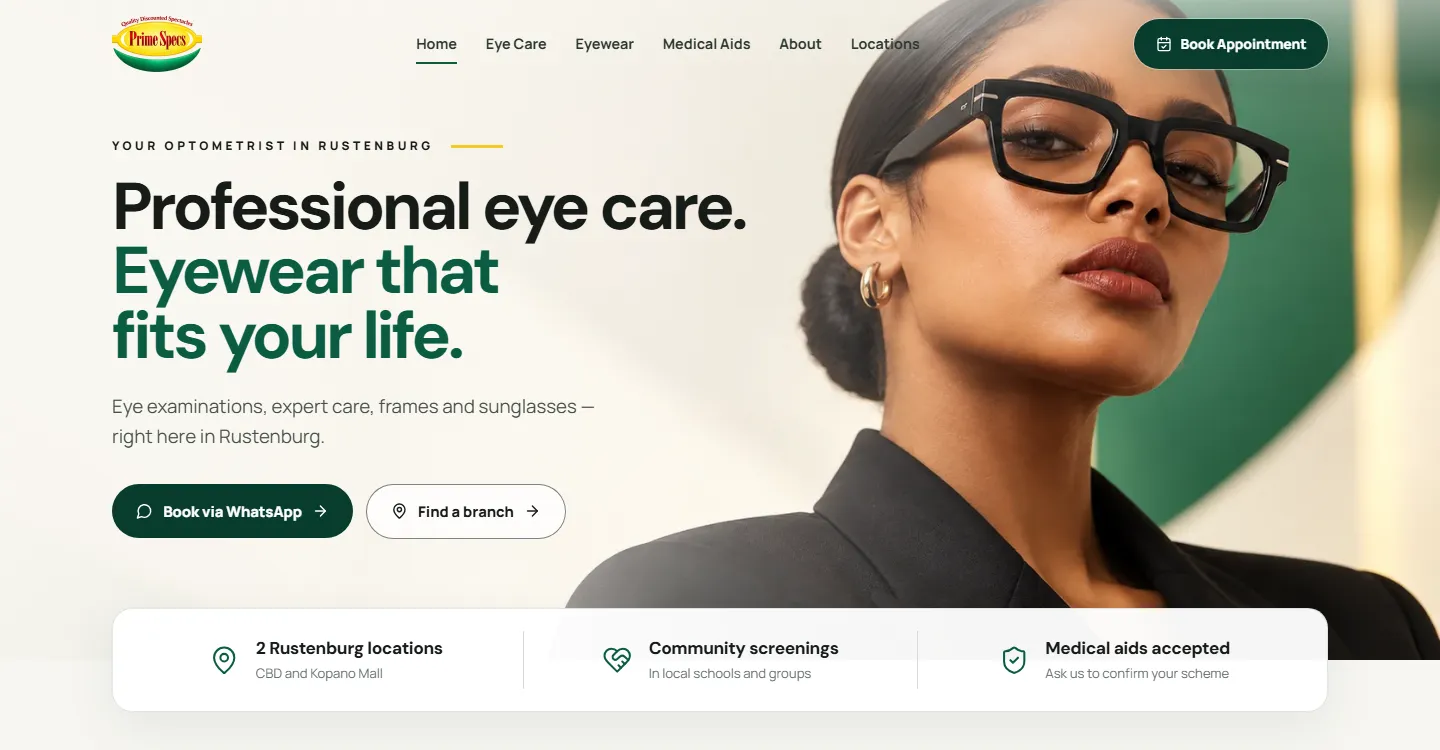 Quality Discounted Spectacles
Prime Specs
Home
Eye Care
Eyewear
Medical Aids
About
Locations
Book Appointment
YOUR OPTOMETRIST IN RUSTENBURG
Professional eye care.
Eyewear that
fits your life.
Eye examinations, expert care, frames and sunglasses —
right here in Rustenburg.
Book via WhatsApp
Find a branch
2 Rustenburg locations
CBD and Kopano Mall
Community screenings
In local schools and groups
Medical aids accepted
Ask us to confirm your scheme